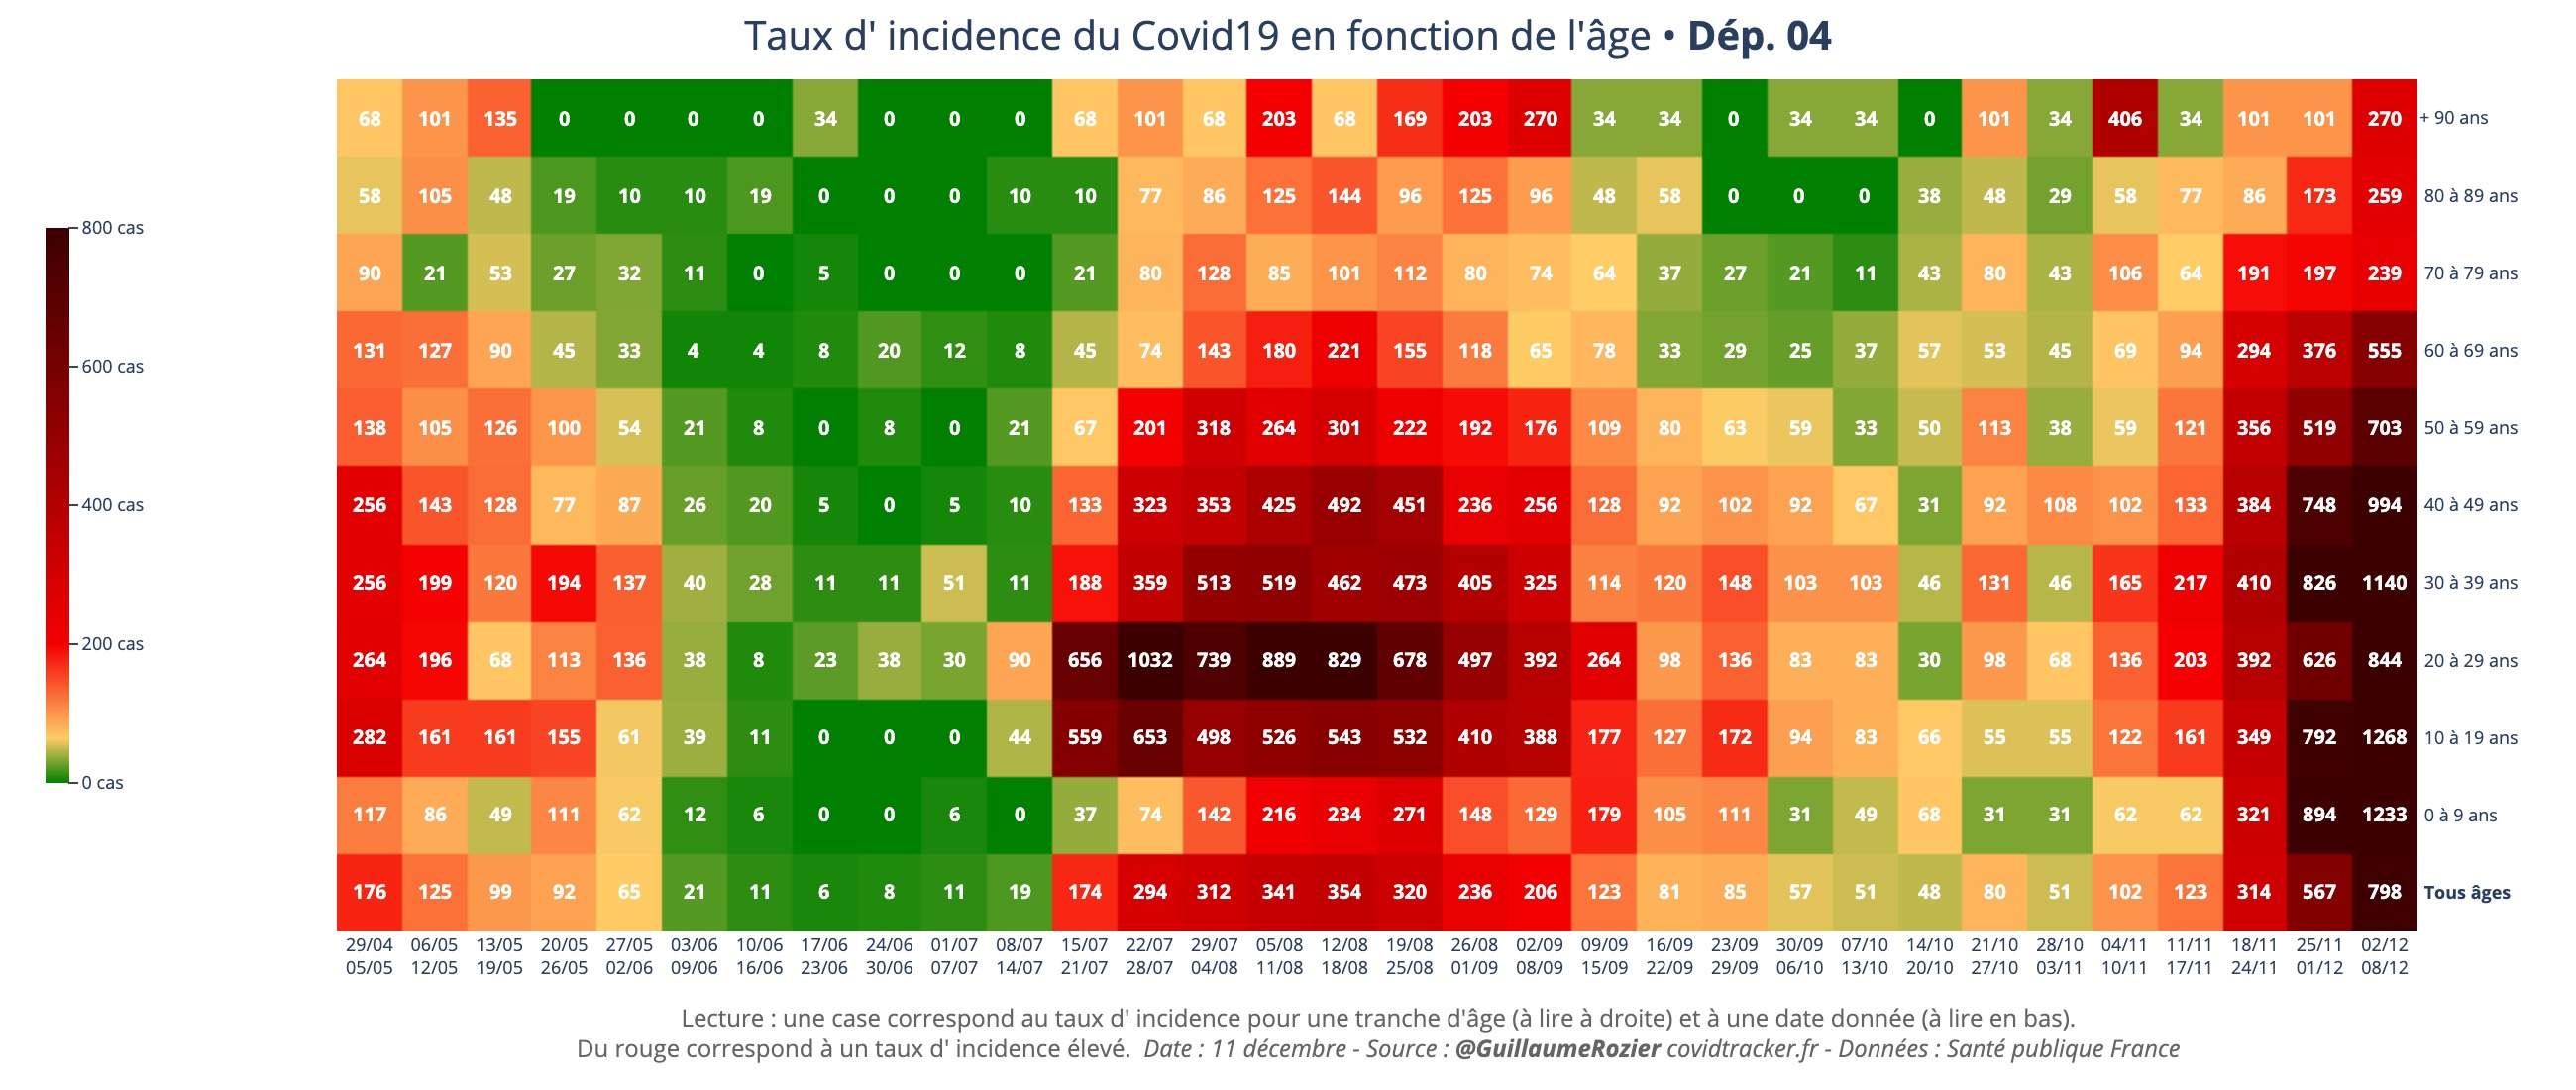 Taux d' incidence du Covid19 en fonction de l'âge • Dép. 04
68 101 135 0 0 0 0 34 0 0 0 68 101 68 203 68 169 203 270 34 34 0 34 34 0 101 34 406 34 101 101 270 + 90 ans
58 105 48 19 10 10 19 0 0 0 10 10 77 86 125 144 96 125 96 48 58 0 0 0 38 48 29 58 77 86 173 259 80 à 89 ans
800 cas
90 21 53 27 32 11 0 5 0 0 0 21 80 128 85 101 112 80 74 64 37 27 21 11 43 80 43 106 64 191 197 239 70 à 79 ans
131 127 90 45 33 4 4 8 20 12 8 45 74 143 180 221 155 118 65 78 33 29 25 37 57 53 45 69 94 294 376 555 60 à 69 ans
600 cas
138 105 126 100 54 21 8 0 8 0 21 67 201 318 264 301 222 192 176 109 80 63 59 33 50 113 38 59 121 356 519 703 50 à 59 ans
400 cas
256 143 128 77 87 26 20 5 0 5 10 133 323 353 425 492 451 236 256 128 92 102 92 67 31 92 108 102 133 384 748 994 40 à 49 ans
256 199 120 194 137 40 28 11 11 51 11 188 359 513 519 462 473 405 325 114 120 148 103 103 46 131 46 165 217 410 826 1140 30 à 39 ans
200 cas
264 196 68 113 136 38 8 23 38 30 90 656 1032 739 889 829 678 497 392 264 98 136 83 83 30 98 68 136 203 392 626 844 20 à 29 ans
282 161 161 155 61 39 11 0 0 0 44 559 653 498 526 543 532 410 388 177 127 172 94 83 66 55 55 122 161 349 792 1268 10 à 19 ans
0 cas
117 86 49 111 62 12 6 0 0 6 0 37 74 142 216 234 271 148 129 179 105 111 31 49 68 31 31 62 62 321 894 1233 0 à 9 ans
176 125 99 92 65 21 11 6 8 11 19 174 294 312 341 354 320 236 206 123 81 85 57 51 48 80 51 102 123 314 567 798 Tous âges
29/04 06/05 13/05 20/05 27/05 03/06 10/06 17/06 24/06 01/07 08/07 15/07 22/07 29/07 05/08 12/08 19/08 26/08 02/09 09/09 16/09 23/09 30/09 07/10 14/10 21/10 28/10 04/11 11/11 18/11 25/11 02/12
05/05 12/05 19/05 26/05 02/06 09/06 16/06 23/06 30/06 07/07 14/07 21/07 28/07 04/08 11/08 18/08 25/08 01/09 08/09 15/09 22/09 29/09 06/10 13/10 20/10 27/10 03/11 10/11 17/11 24/11 01/12 08/12
Lecture : une case correspond au taux d' incidence pour une tranche d'âge (à lire à droite) et à une date donnée (à lire en bas).
Du rouge correspond à un taux d' incidence élevé. Date : 11 décembre - Source : @GuillaumeRozier covidtracker.fr - Données : Santé publique France